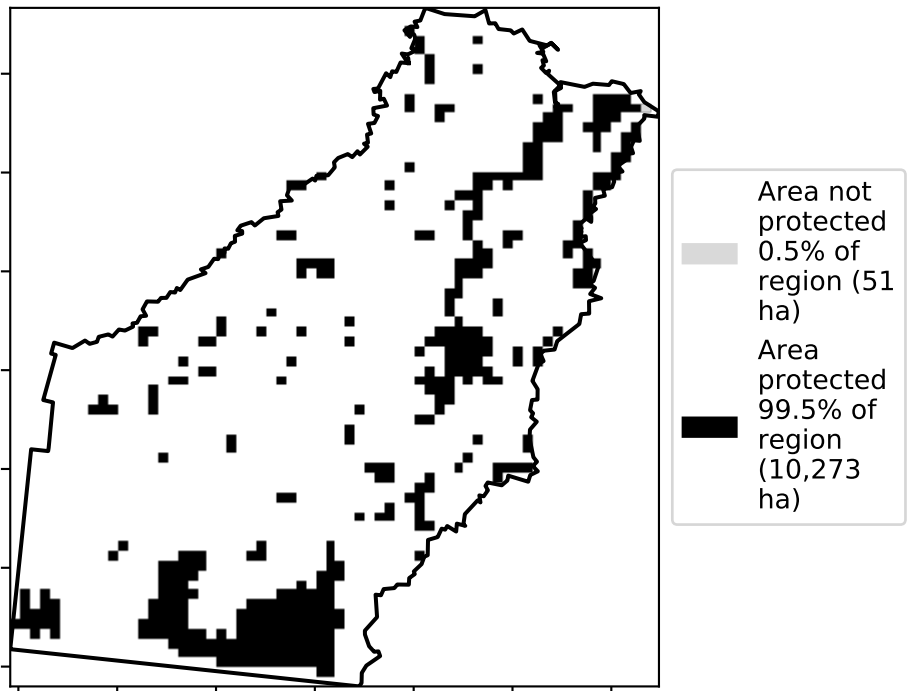 Area not
protected
0.5% of
region (51
ha)
Area
protected
99.5% of
region
(10,273
ha)